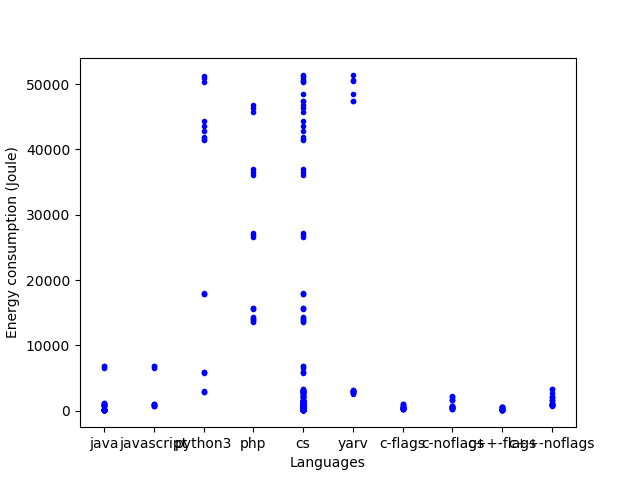 Energy consumption (Joule)
50000
40000
30000
20000
10000
0
java javascript python3 php cs yarv c-flags c-noflags c++-flags c++-noflags
Languages